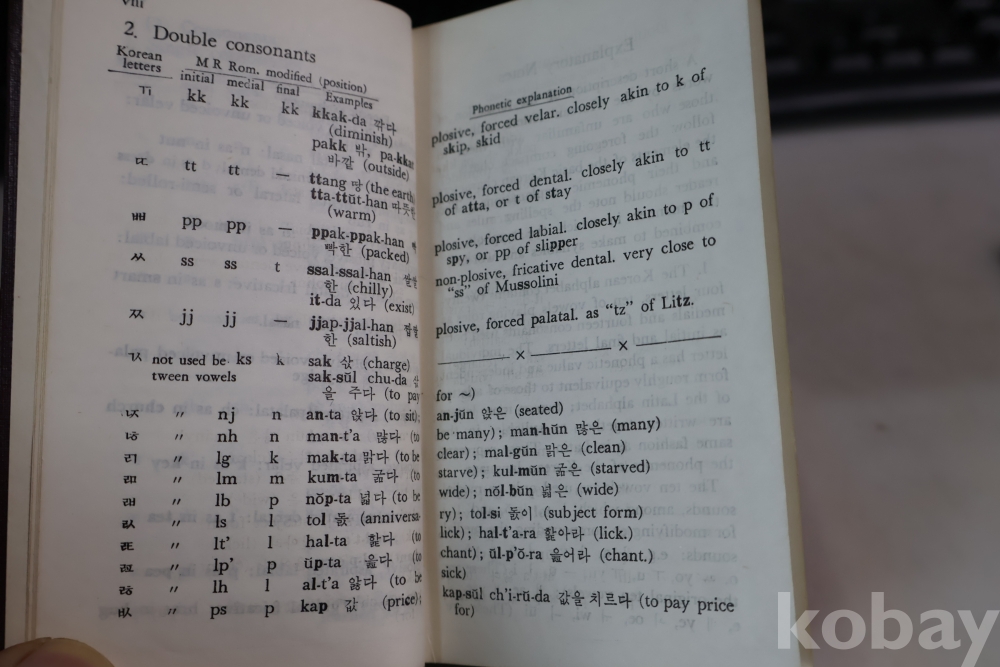 viii
2. Double consonants
Korean letters
M R Rom. modified (position)
initial medial final Examples
ㄲ kk kk kk kkak-da 깎다
(diminish)
pakk 밖, pa-kkat
바깥 (outside)
ㄸ tt tt — ttang 땅 (the earth)
tta-ttŭt-han 따뜻한
(warm)
ㅃ pp pp — ppak-ppak-han
빡한 (packed)
ㅆ ss ss t ssal-ssal-han 쌀쌀
한 (chilly)
it-da 있다 (exist)
ㅉ jj jj — jjap-jjal-han 짭짤
한 (saltish)
ㄳ not used be ks k sak 삯 (charge)
tween vowels sak-sŭl chu-da 삯
을 주다 (to pay
ㄵ 〃 nj n an-ta 앉다 (to sit);
ㄶ 〃 nh n man-t'a 많다 (to
ㄺ 〃 lg k mak-ta 맑다 (to be
ㄻ 〃 lm m kum-ta 굶다 (to
ㄼ 〃 lb p nŏp-ta 넓다 (to be
ㄽ 〃 ls l tol 돐 (anniversa-
ㄾ 〃 lt' l hal-ta 핥다 (to
ㄿ 〃 lp' p ŭp-ta 읊다 (to
ㅀ 〃 lh l al-t'a 앓다 (to be
ㅄ 〃 ps p kap 값 (price);
Phonetic explanation
plosive, forced velar. closely akin to k of
skip, skid
plosive, forced dental. closely akin to tt
of atta, or t of stay
plosive, forced labial. closely akin to p of
spy, or pp of slipper
non-plosive, fricative dental. very close to
"ss" of Mussolini
plosive, forced palatal. as "tz" of Litz.
× ×
for ~)
an-jŭn 앉은 (seated)
be many); man-hŭn 많은 (many)
clear); mal-gŭn 맑은 (clean)
starve); kul-mŭn 굶은 (starved)
wide); nŏl-bŭn 넓은 (wide)
ry); tol-si 돐이 (subject form)
lick); hal-t'a-ra 핥아라 (lick.)
chant); ŭl-p'ŏ-ra 읊어라 (chant.)
sick)
kap-sŭl ch'i-rŭ-da 값을 치르다 (to pay price
for)
kobay